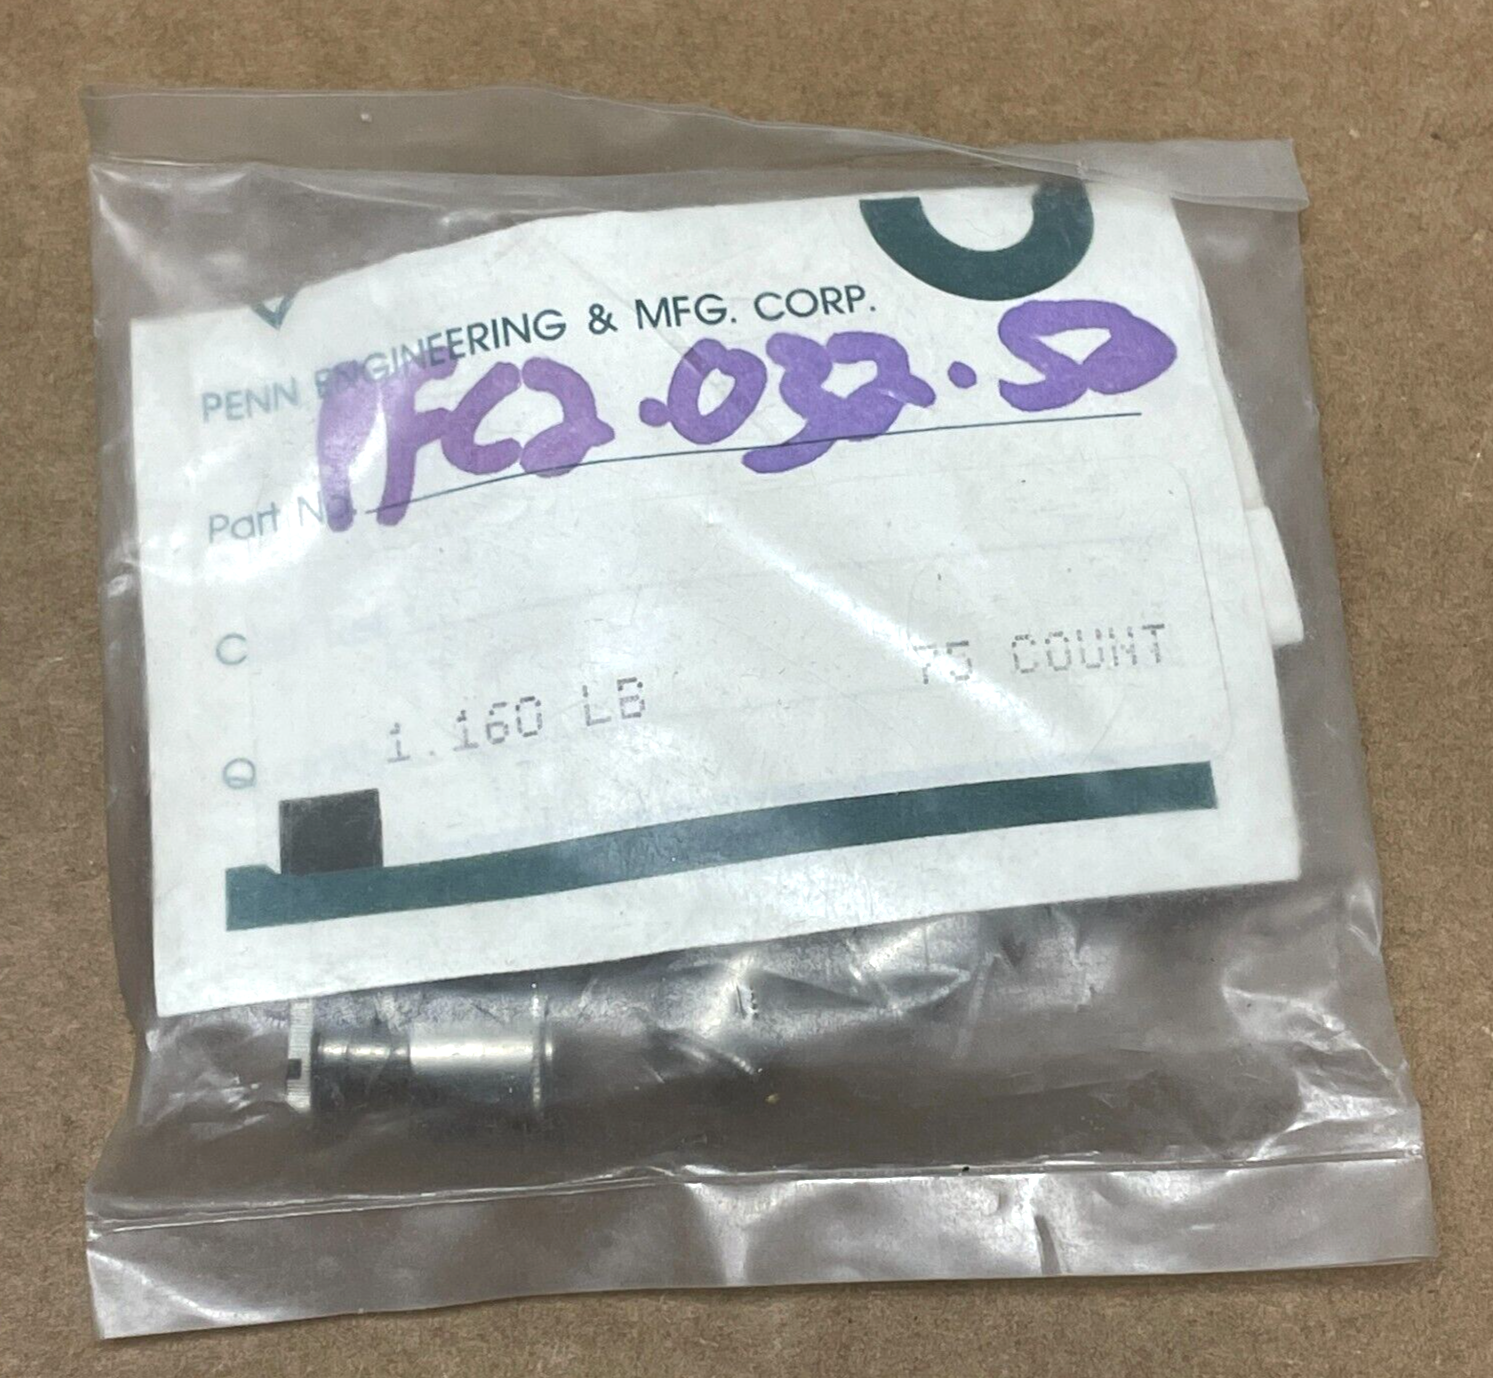 PENN ENGINEERING & MFG. CORP.
PFC2.032.50
Part No.
C
75 COUNT
1.160 LB
Q